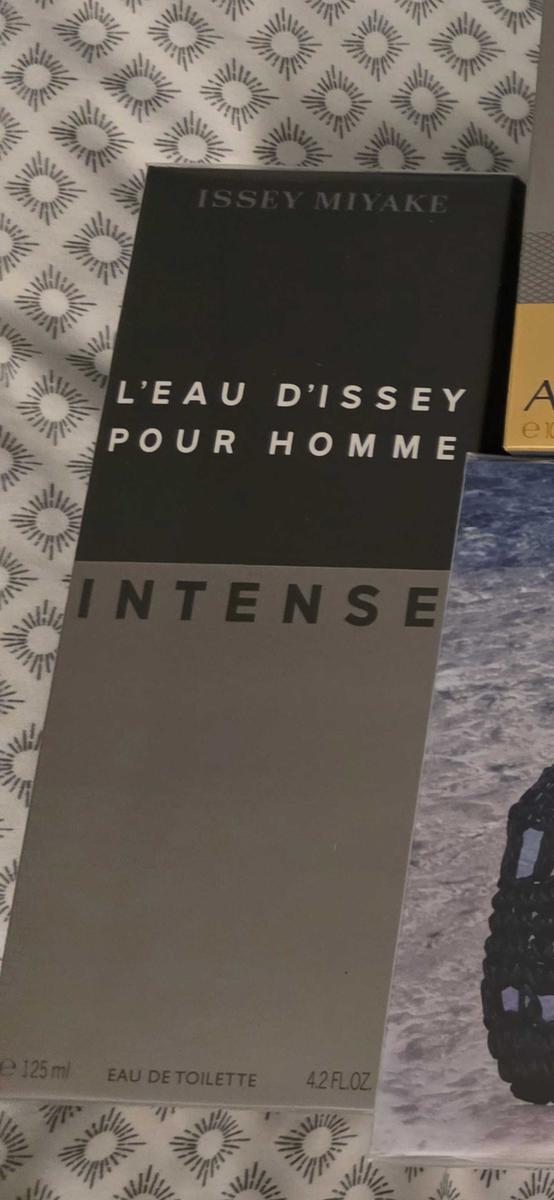 ISSEY MIYAKE
L'EAU D'ISSEY
POUR HOMME
INTENSE
e 125 ml EAU DE TOILETTE 4.2 FL.OZ.
A